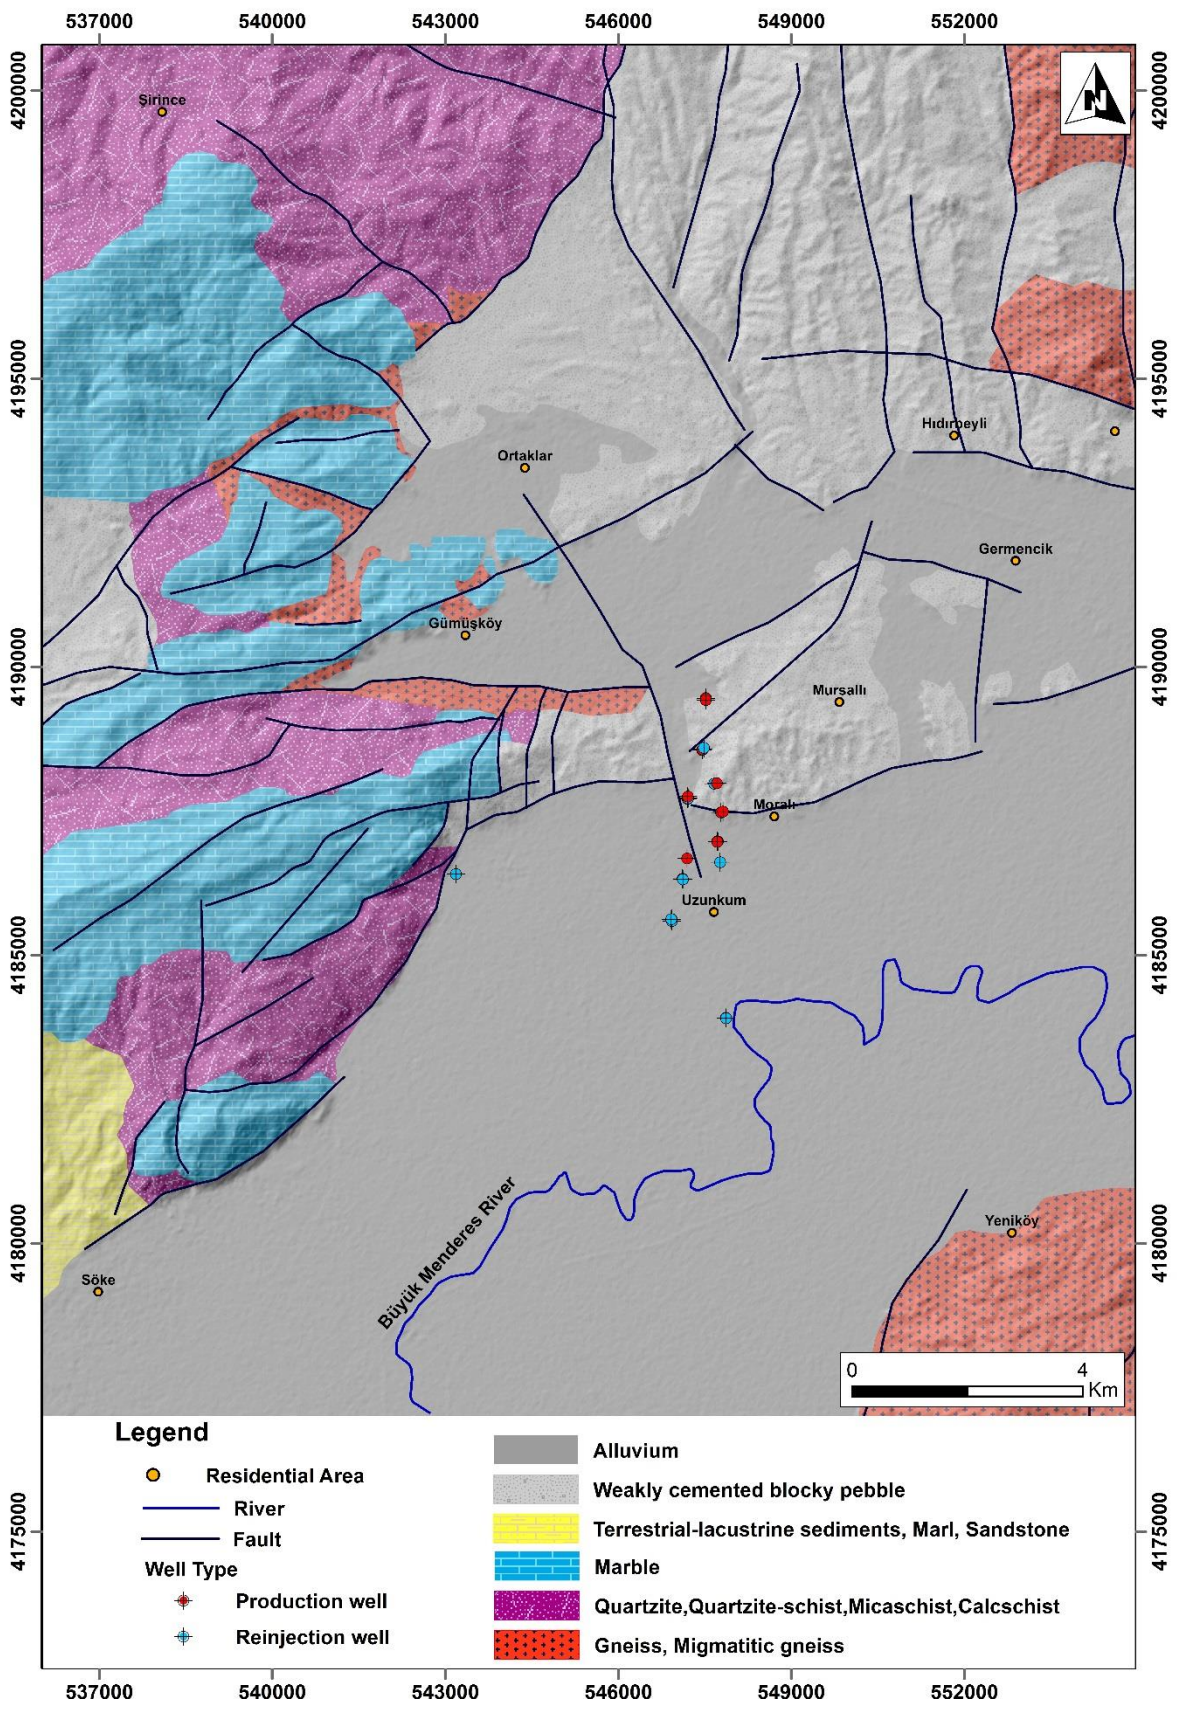 537000 540000 543000 546000 549000 552000
4200000
4200000
N
Şirince
4195000
4195000
Hıdırbeyli
Ortaklar
Germencik
Gümüşköy
4190000
4190000
Mursallı
Moralı
Uzunkum
4185000
4185000
Büyük Menderes River
Yeniköy
4180000
4180000
Söke
0 4
Km
Legend
Residential Area
River
Fault
Well Type
Production well
Reinjection well
Alluvium
Weakly cemented blocky pebble
Terrestrial-lacustrine sediments, Marl, Sandstone
Marble
Quartzite,Quartzite-schist,Micaschist,Calcschist
Gneiss, Migmatitic gneiss
4175000
4175000
537000 540000 543000 546000 549000 552000